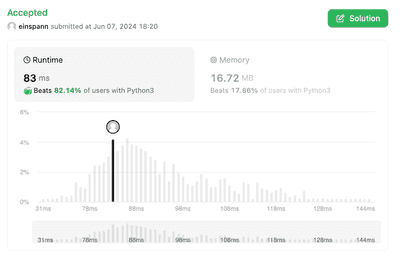 Accepted
einspann submitted at Jun 07, 2024 18:20
Solution
Runtime
83 ms
Beats 82.14% of users with Python3
Memory
16.72 MB
Beats 17.86% of users with Python3
6%
4%
2%
0%
31ms 78ms 88ms 98ms 108ms 118ms 128ms 144ms
31ms 78ms 88ms 98ms 108ms 118ms 128ms 144ms